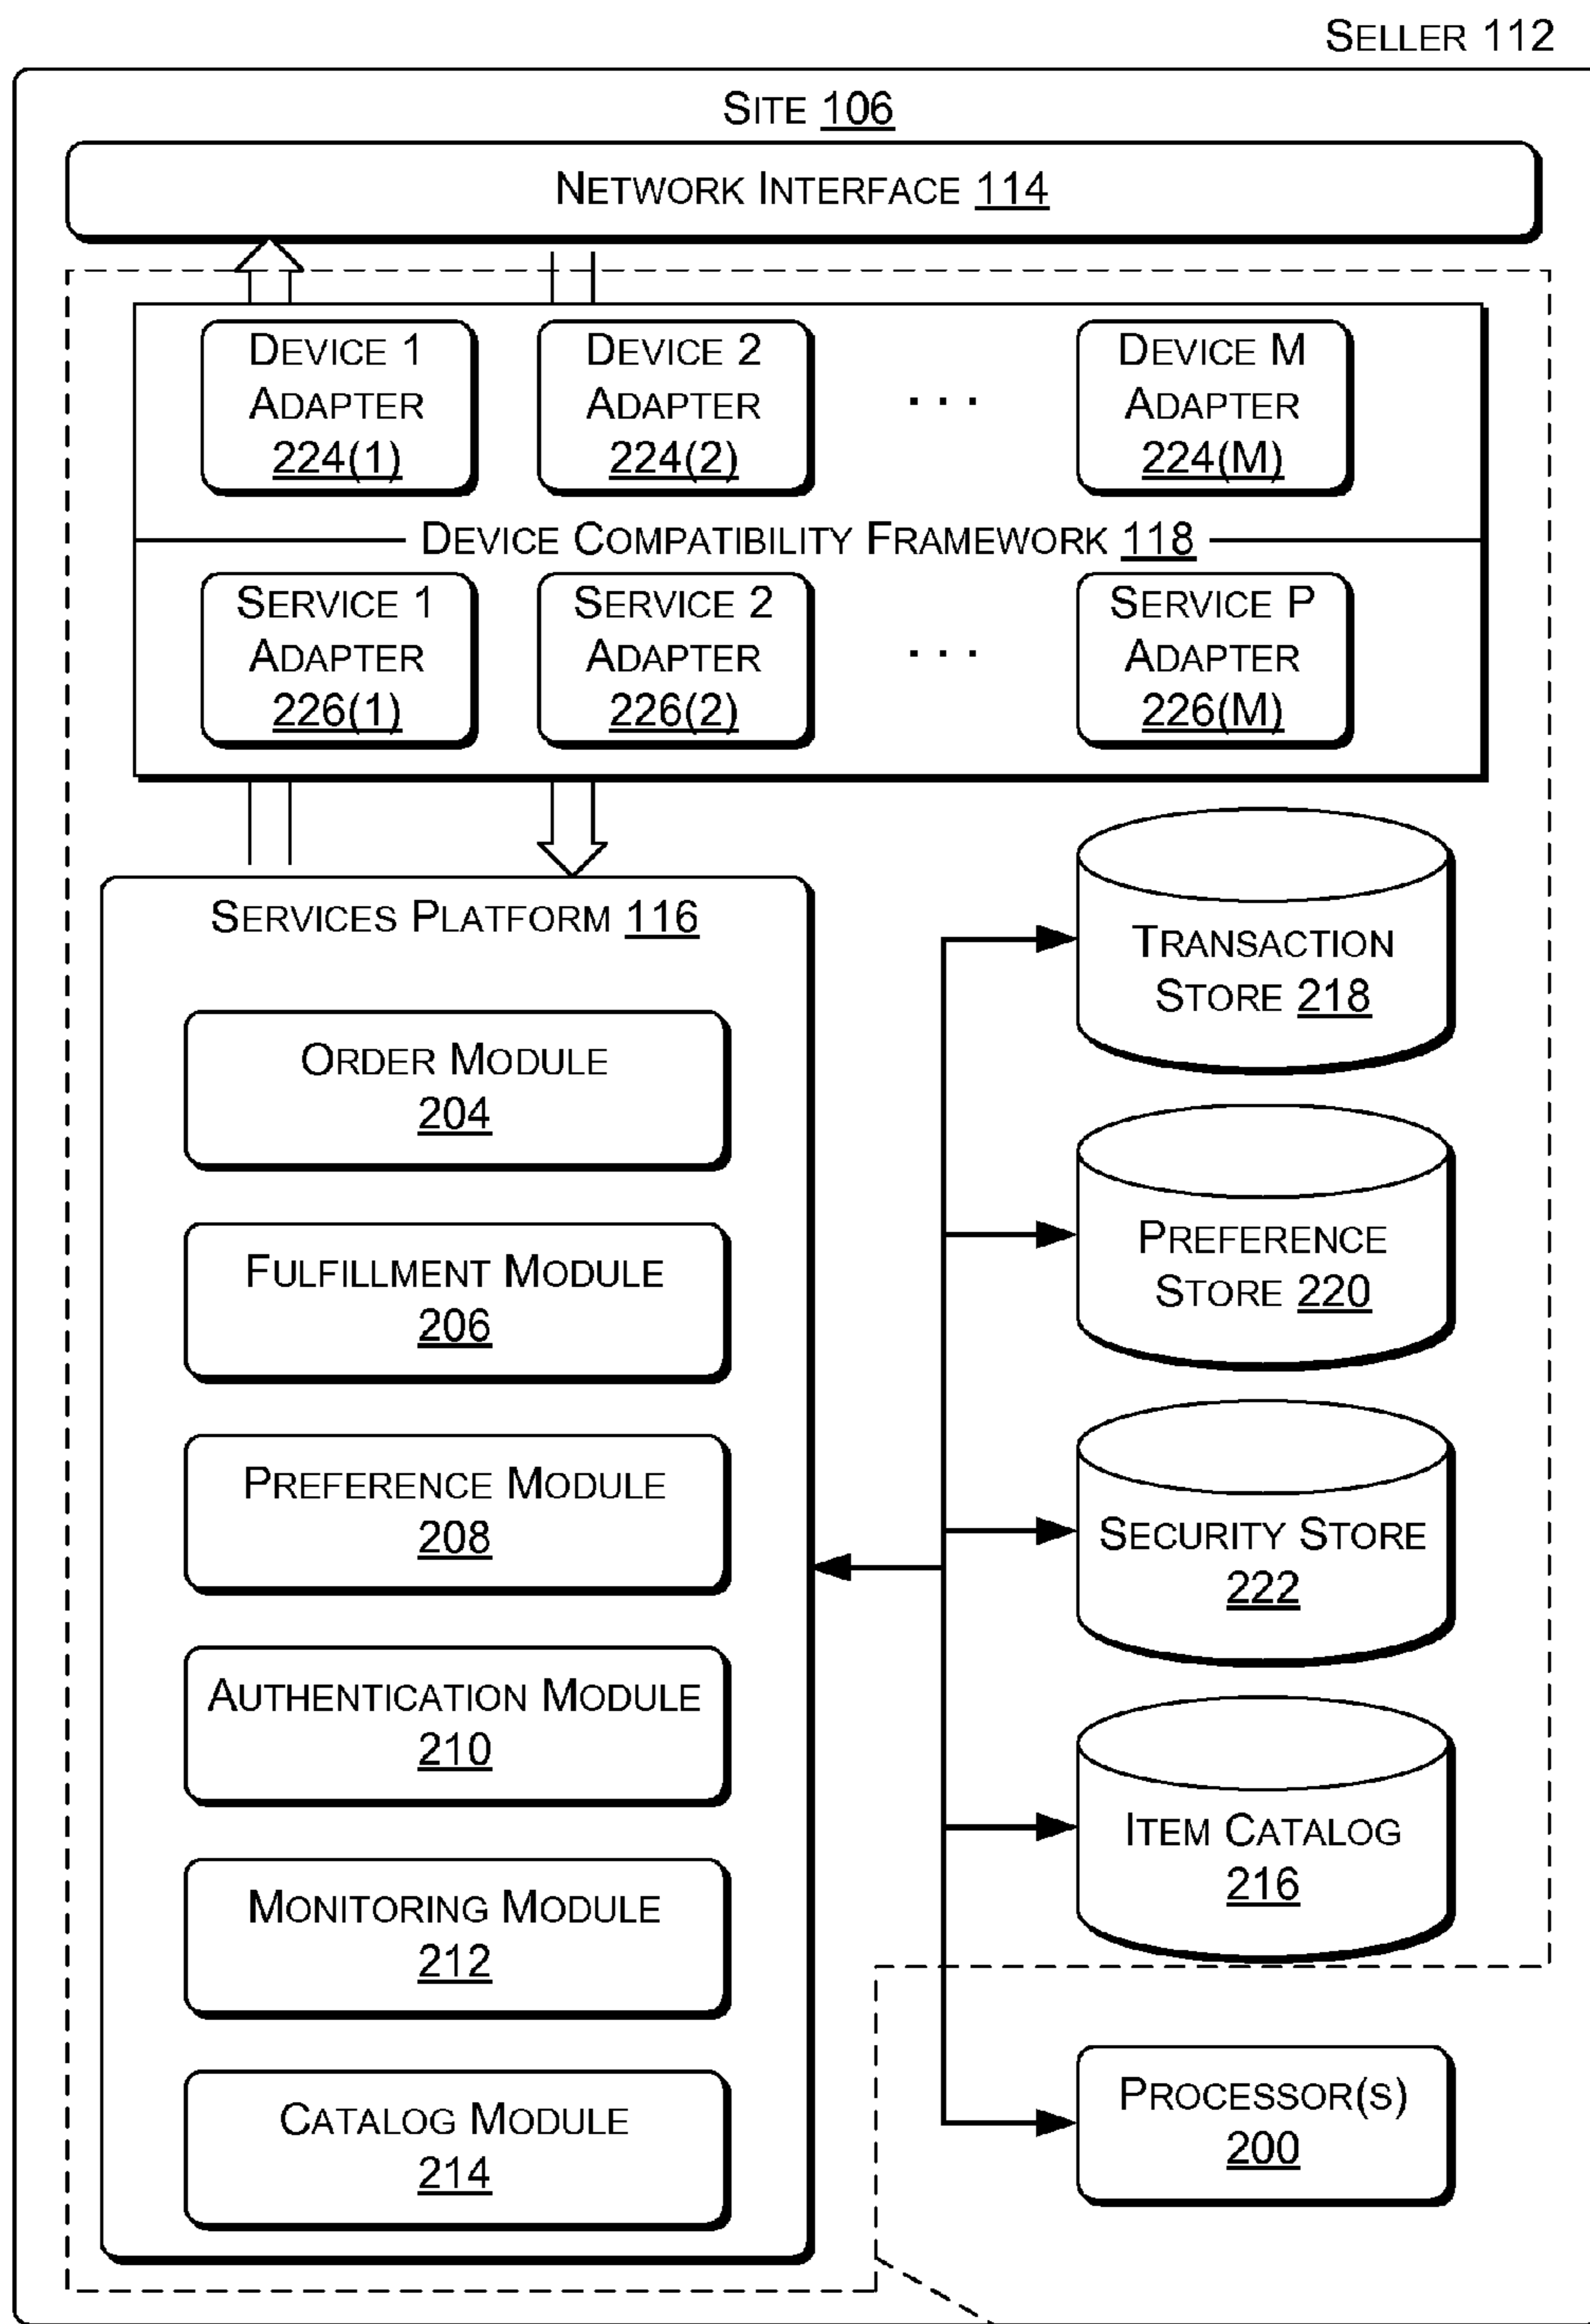 SELLER 112
SITE 106
NETWORK INTERFACE 114
DEVICE 1
ADAPTER
224(1)
DEVICE 2
ADAPTER
224(2)
. . .
DEVICE M
ADAPTER
224(M)
DEVICE COMPATIBILITY FRAMEWORK 118
SERVICE 1
ADAPTER
226(1)
SERVICE 2
ADAPTER
226(2)
. . .
SERVICE P
ADAPTER
226(M)
SERVICES PLATFORM 116
ORDER MODULE
204
FULFILLMENT MODULE
206
PREFERENCE MODULE
208
AUTHENTICATION MODULE
210
MONITORING MODULE
212
CATALOG MODULE
214
TRANSACTION
STORE 218
PREFERENCE
STORE 220
SECURITY STORE
222
ITEM CATALOG
216
PROCESSOR(S)
200